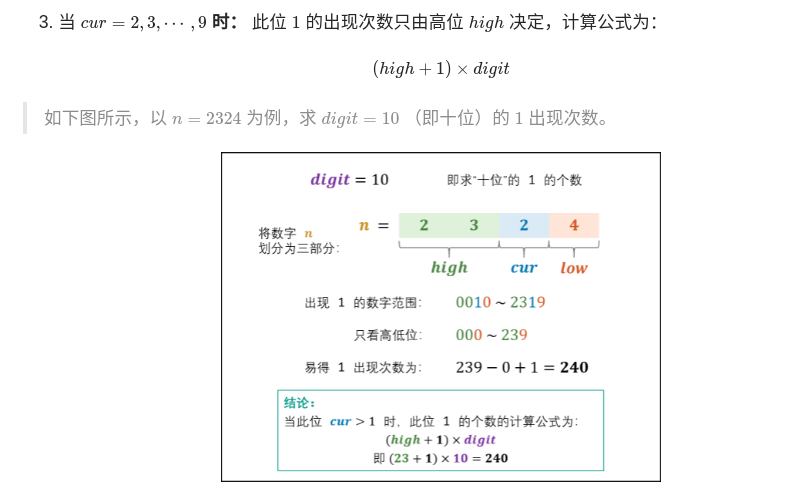 3. 当 cur = 2, 3, ⋯ , 9 时： 此位 1 的出现次数只由高位 high 决定，计算公式为：
(high + 1) × digit
如下图所示，以 n = 2324 为例，求 digit = 10 （即十位）的 1 出现次数。
digit = 10 即求“十位”的 1 的个数
将数字 n
划分为三部分：
n = 2 3 2 4
high cur low
出现 1 的数字范围： 0010 ~ 2319
只看高低位： 000 ~ 239
易得 1 出现次数为： 239 − 0 + 1 = 240
结论：
当此位 cur > 1 时，此位 1 的个数的计算公式为：
(high + 1) × digit
即 (23 + 1) × 10 = 240